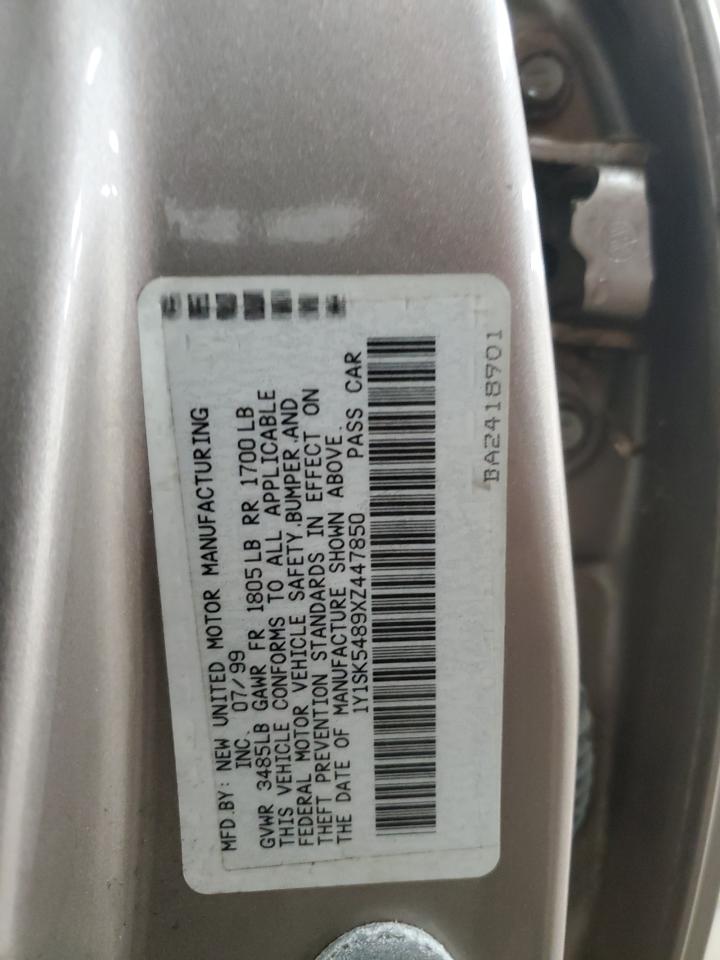 MFD.BY: NEW UNITED MOTOR MANUFACTURING
INC. 07/99
GVWR 3485LB GAWR FR 1805LB RR 1700LB
THIS VEHICLE CONFORMS TO ALL APPLICABLE
FEDERAL MOTOR VEHICLE SAFETY.BUMPER.AND
THEFT PREVENTION STANDARDS IN EFFECT ON
THE DATE OF MANUFACTURE SHOWN ABOVE.
1Y1SK5489XZ447850 PASS CAR
BA2418901